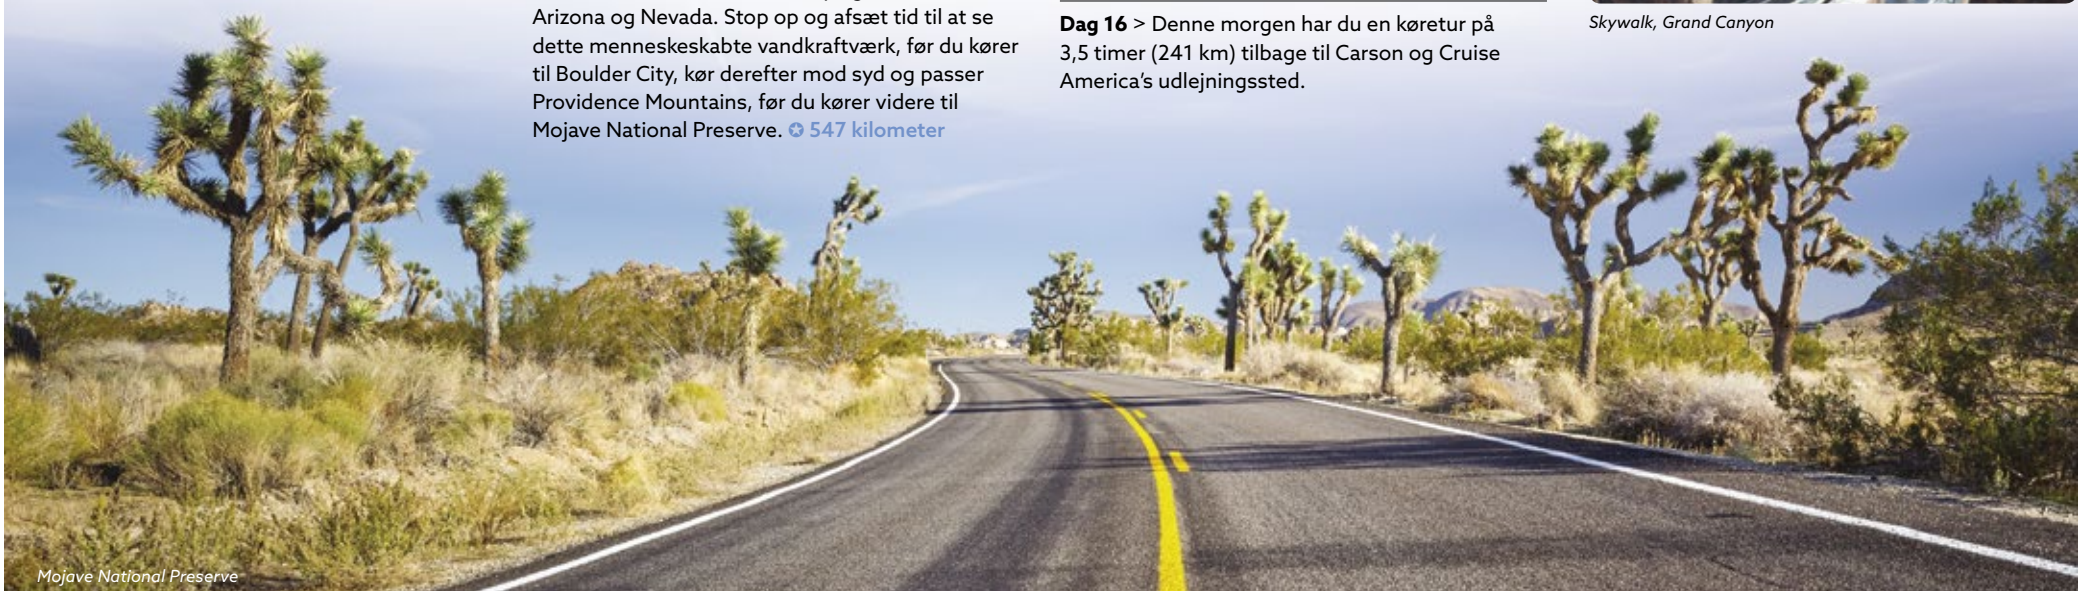 Arizona og Nevada. Stop op og afsæt tid til at se
dette menneskeskabte vandkraftværk, før du kører
til Boulder City, kør derefter mod syd og passer
Providence Mountains, før du kører videre til
Mojave National Preserve. ✪ 547 kilometer
Dag 16 > Denne morgen har du en køretur på
3,5 timer (241 km) tilbage til Carson og Cruise
America’s udlejningssted.
Skywalk, Grand Canyon
Mojave National Preserve